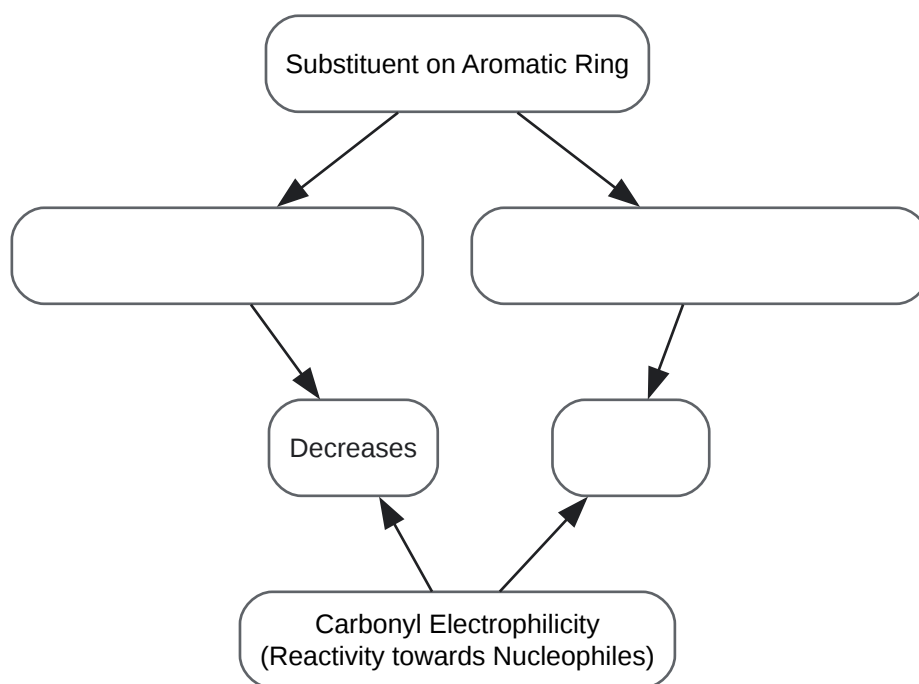 Substituent on Aromatic Ring
Decreases
Carbonyl Electrophilicity
(Reactivity towards Nucleophiles)